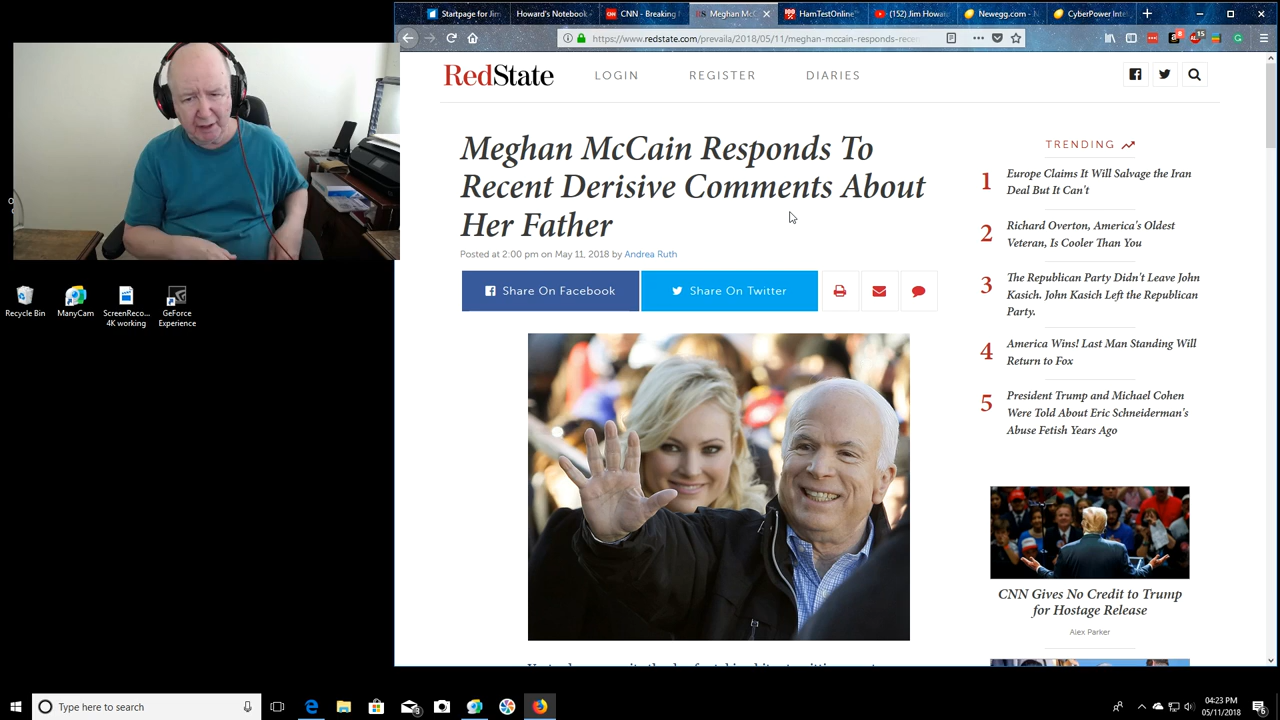 Startpage for Jim
Howard's Notebook
CNN - Breaking
Meghan McC
HamTestOnline™
(152) Jim Howa
Newegg.com -
CyberPower Inte
https://www.redstate.com/prevaila/2018/05/11/meghan-mccain-responds-rece
8
15
RedState
LOGIN
REGISTER
DIARIES
Meghan McCain Responds To
Recent Derisive Comments About
Her Father
Posted at 2:00 pm on May 11, 2018 by Andrea Ruth
Share On Facebook
Share On Twitter
TRENDING
1 Europe Claims It Will Salvage the Iran
Deal But It Can't
2 Richard Overton, America's Oldest
Veteran, Is Cooler Than You
3 The Republican Party Didn't Leave John
Kasich. John Kasich Left the Republican
Party.
4 America Wins! Last Man Standing Will
Return to Fox
5 President Trump and Michael Cohen
Were Told About Eric Schneiderman's
Abuse Fetish Years Ago
CNN Gives No Credit to Trump
for Hostage Release
Alex Parker
Recycle Bin
ManyCam
ScreenReco...
4K working
GeForce
Experience
Type here to search
3
04:23 PM
05/11/2018
6